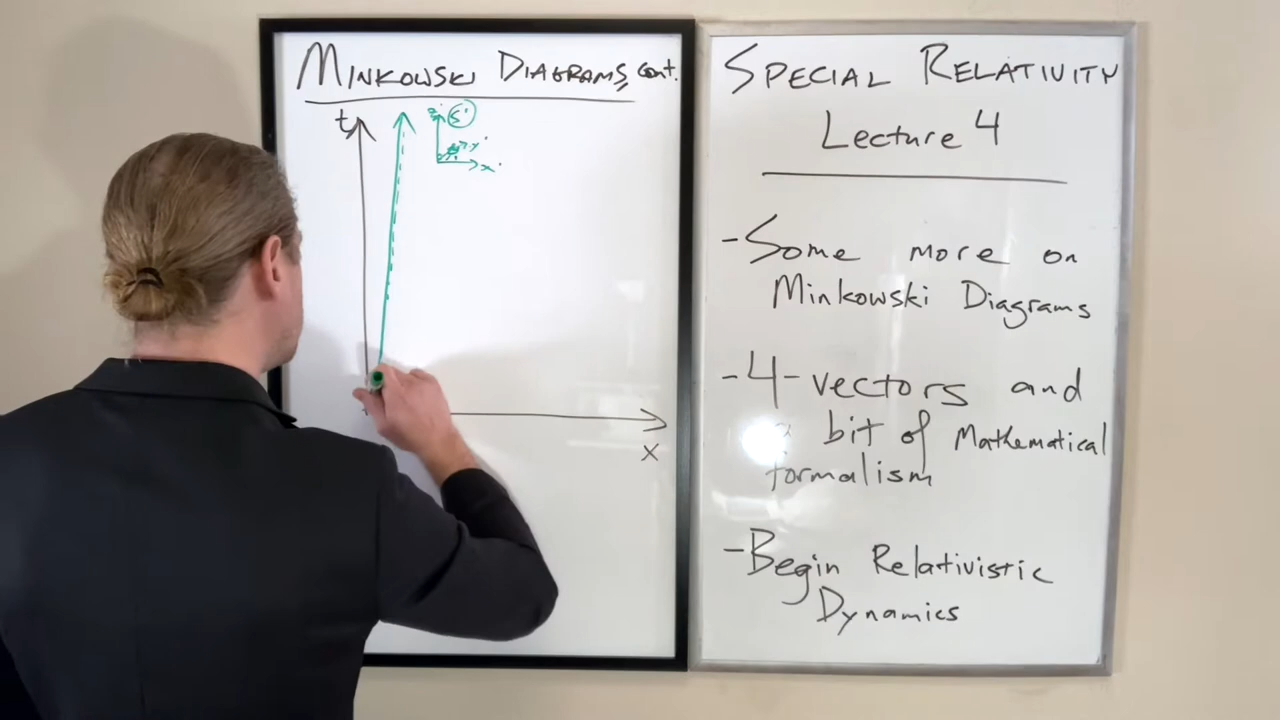 MINKOWSKI DIAGRAMS cont.
t
z' S'
y'
x'
x
SPECIAL RELATIVITY
Lecture 4
- Some more on
Minkowski Diagrams
- 4-vectors and
a bit of Mathematical
formalism
- Begin Relativistic
Dynamics